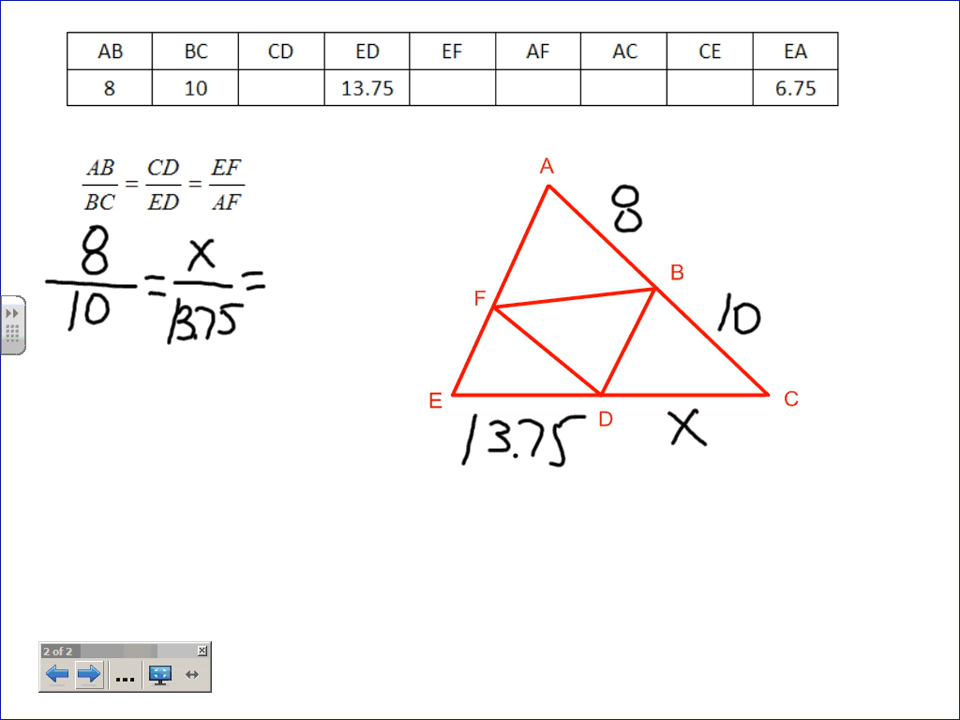 AB BC CD ED EF AF AC CE EA
8 10 13.75 6.75
AB/BC = CD/ED = EF/AF
8/10 = x/13.75 =
A
8
B
F
10
E
D
C
13.75
x
2 of 2
...